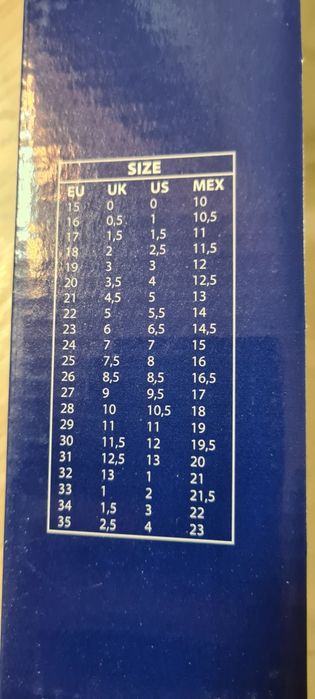 SIZE
EU UK US MEX
15 0 0 10
16 0,5 1 10,5
17 1,5 1,5 11
18 2 2,5 11,5
19 3 3 12
20 3,5 4 12,5
21 4,5 5 13
22 5 5,5 14
23 6 6,5 14,5
24 7 7 15
25 7,5 8 16
26 8,5 8,5 16,5
27 9 9,5 17
28 10 10,5 18
29 11 11 19
30 11,5 12 19,5
31 12,5 13 20
32 13 1 21
33 1 2 21,5
34 1,5 3 22
35 2,5 4 23